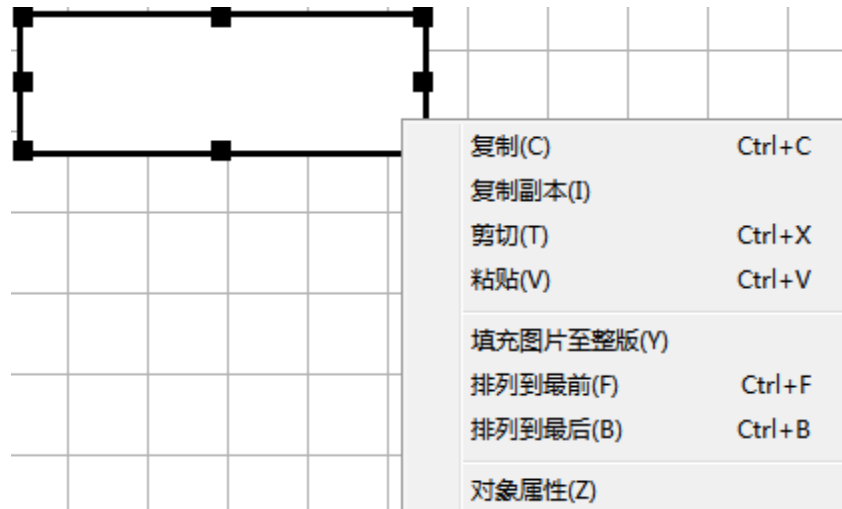 复制(C) Ctrl+C
复制副本(I)
剪切(T) Ctrl+X
粘贴(V) Ctrl+V
填充图片至整版(Y)
排列到最前(F) Ctrl+F
排列到最后(B) Ctrl+B
对象属性(Z)